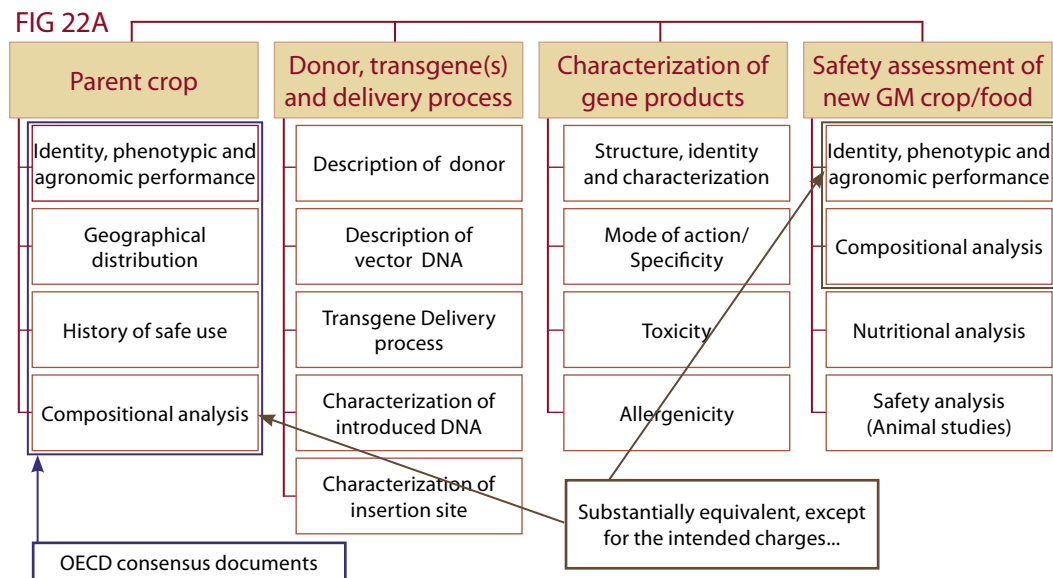 FIG 22A
Parent crop
Identity, phenotypic and
agronomic performance
Geographical
distribution
History of safe use
Compositional analysis
OECD consensus documents
Donor, transgene(s)
and delivery process
Description of donor
Description of
vector DNA
Transgene Delivery
process
Characterization of
introduced DNA
Characterization of
insertion site
Characterization of
gene products
Structure, identity
and characterization
Mode of action/
Specificity
Toxicity
Allergenicity
Safety assessment of
new GM crop/food
Identity, phenotypic and
agronomic performance
Compositional analysis
Nutritional analysis
Safety analysis
(Animal studies)
Substantially equivalent, except
for the intended charges...